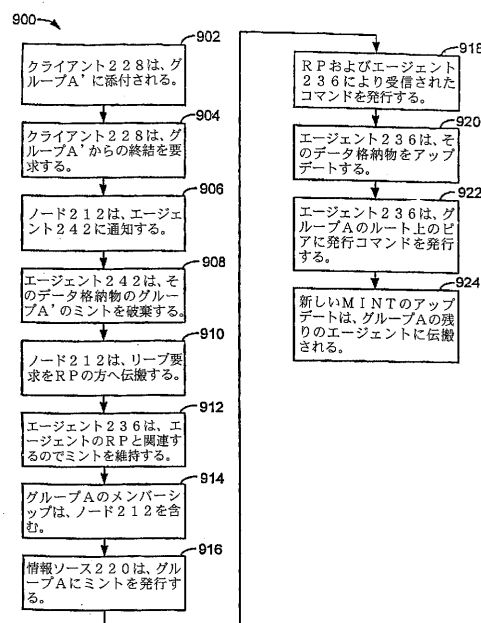 900
902
クライアント228は、グ
ループA'に添付される。
904
クライアント228は、グ
ループA'からの終結を要
求する。
906
ノード212は、エージェ
ント242に通知する。
908
エージェント242は、そ
のデータ格納物のグルー
プA'のミントを破棄する。
910
ノード212は、リーブ要
求をRPの方へ伝搬する。
912
エージェント236は、エ
ージェントのRPと関連す
るのでミントを維持する。
914
グループAのメンバーシ
ップは、ノード212を含
む。
916
情報ソース220は、グル
ープAにミントを発行す
る。
918
RPおよびエージェント
236により受信された
コマンドを発行する。
920
エージェント236は、そ
のデータ格納物をアップ
デートする。
922
エージェント236は、グ
ループAのルート上のピ
アに発行コマンドを発行
する。
924
新しいMINTのアップ
デートは、グループAの残
りのエージェントに伝搬
される。